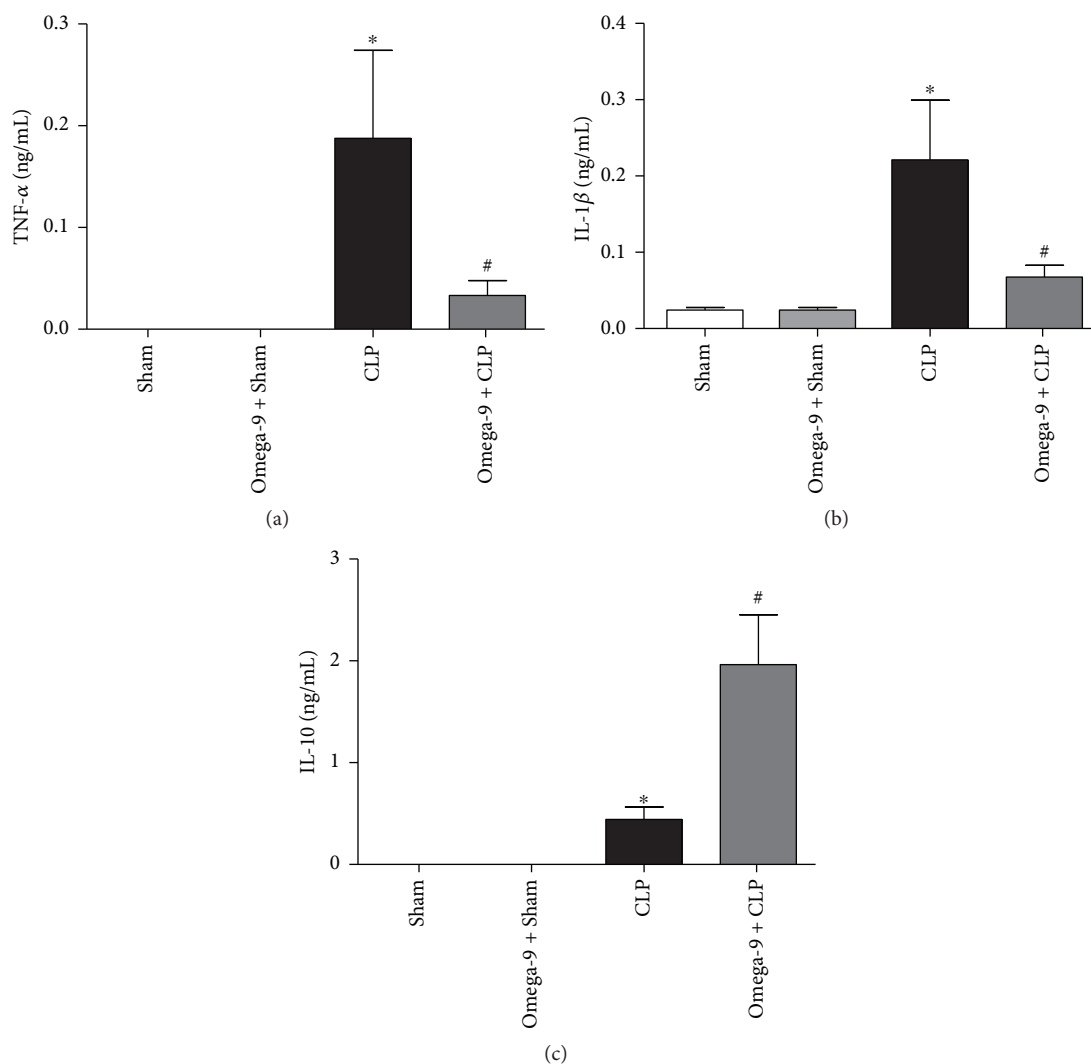 0.3
0.2
0.1
0.0
TNF-α (ng/mL)
*
#
Sham
Omega-9 + Sham
CLP
Omega-9 + CLP
(a)
0.4
0.3
0.2
0.1
0.0
IL-1β (ng/mL)
*
#
Sham
Omega-9 + Sham
CLP
Omega-9 + CLP
(b)
3
2
1
0
IL-10 (ng/mL)
*
#
Sham
Omega-9 + Sham
CLP
Omega-9 + CLP
(c)